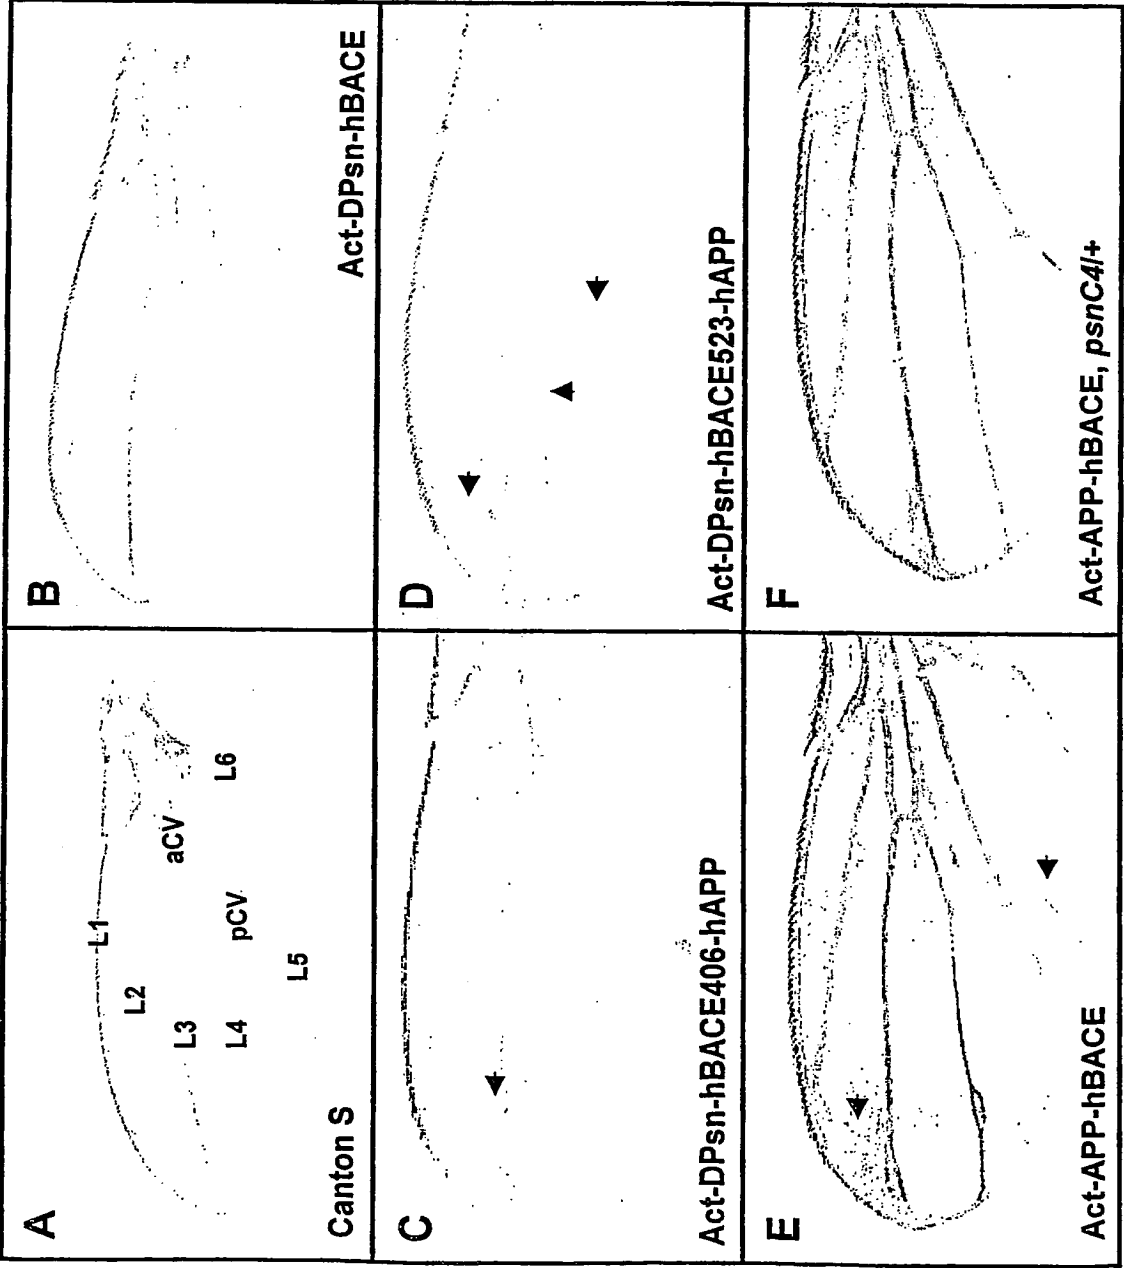 A
L1
L2
L3
L4
L5
L6
aCV
pCV
Canton S
B
Act-DPsn-hBACE
C
Act-DPsn-hBACE406-hAPP
D
Act-DPsn-hBACE523-hAPP
E
Act-APP-hBACE
F
Act-APP-hBACE, psnC4/+